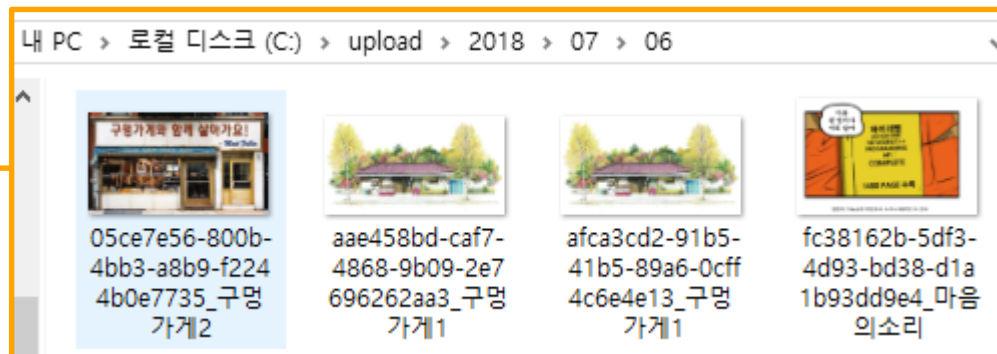 내 PC > 로컬 디스크 (C:) > upload > 2018 > 07 > 06
구멍가게와 함께 살아가요!
05ce7e56-800b-
4bb3-a8b9-f224
4b0e7735_구멍
가게2
aae458bd-caf7-
4868-9b09-2e7
696262aa3_구멍
가게1
afca3cd2-91b5-
41b5-89a6-0cff
4c6e4e13_구멍
가게1
COMPLETE
1480 PAGE 수록
fc38162b-5df3-
4d93-bd38-d1a
1b93dd9e4_마음
의소리